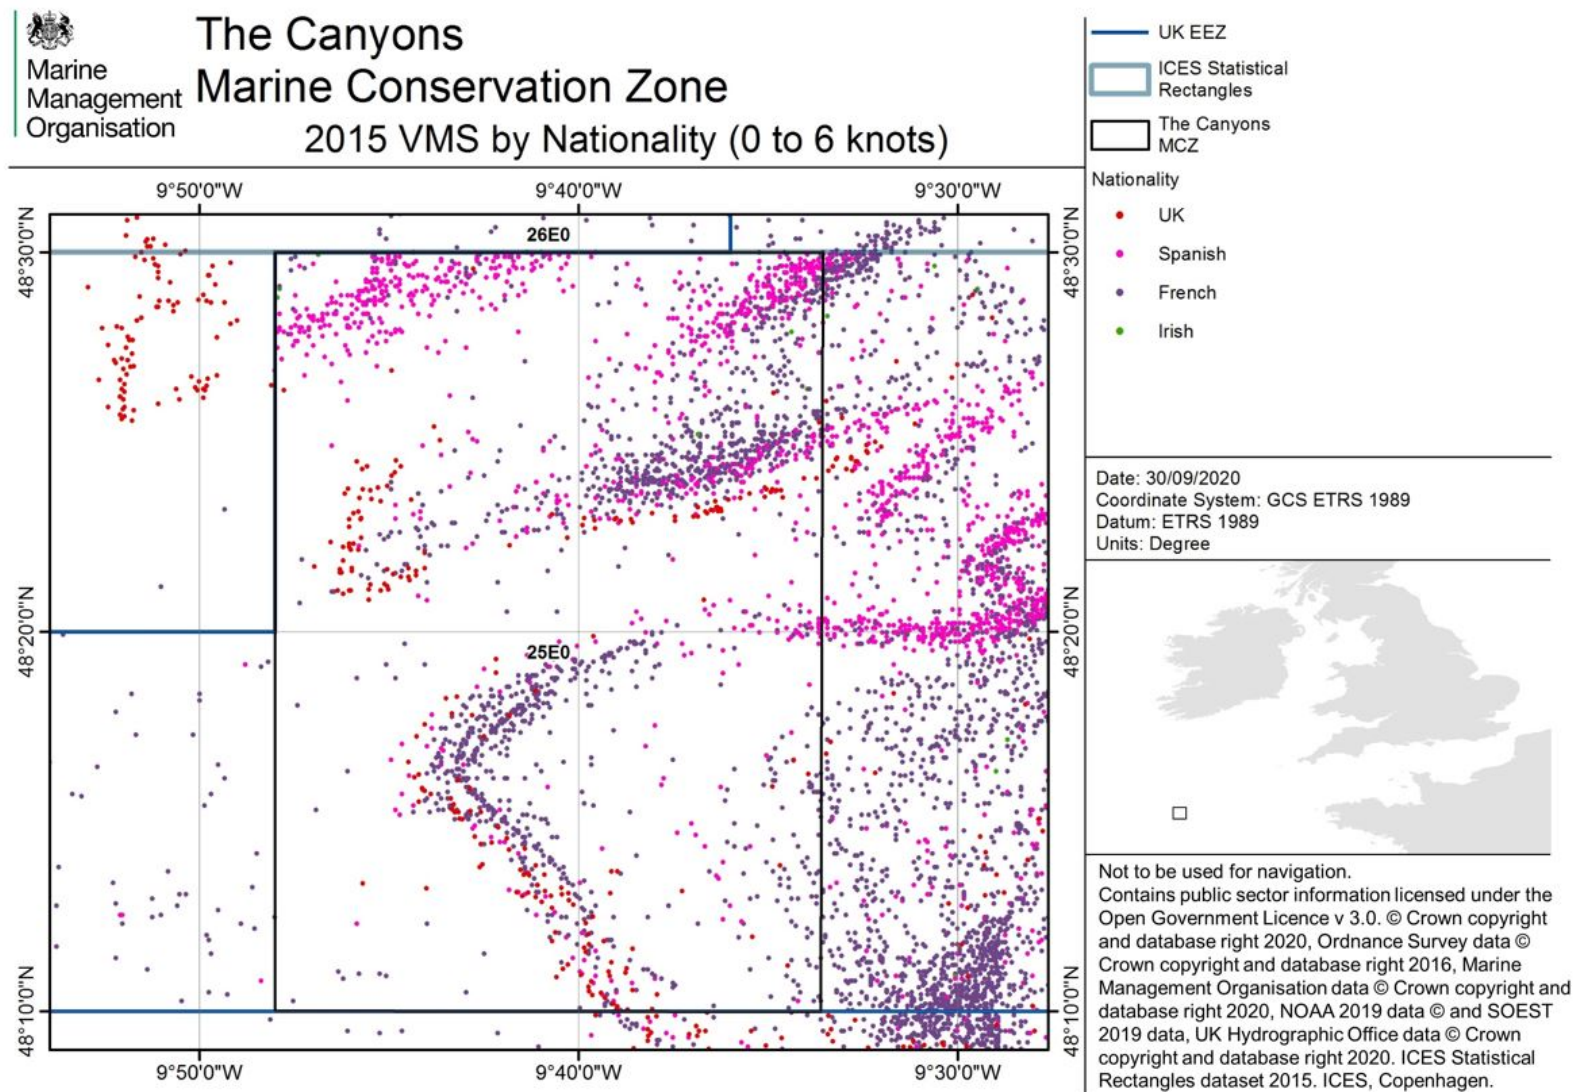 Marine
Management
Organisation
The Canyons
Marine Conservation Zone
2015 VMS by Nationality (0 to 6 knots)
UK EEZ
ICES Statistical
Rectangles
The Canyons
MCZ
Nationality
UK
Spanish
French
Irish
9°50'0"W
9°40'0"W
9°30'0"W
26E0
48°30'0"N
48°30'0"N
48°20'0"N
48°20'0"N
25E0
48°10'0"N
48°10'0"N
9°50'0"W
9°40'0"W
9°30'0"W
Date: 30/09/2020
Coordinate System: GCS ETRS 1989
Datum: ETRS 1989
Units: Degree
Not to be used for navigation.
Contains public sector information licensed under the
Open Government Licence v 3.0. © Crown copyright
and database right 2020, Ordnance Survey data ©
Crown copyright and database right 2016, Marine
Management Organisation data © Crown copyright and
database right 2020, NOAA 2019 data © and SOEST
2019 data, UK Hydrographic Office data © Crown
copyright and database right 2020. ICES Statistical
Rectangles dataset 2015. ICES, Copenhagen.